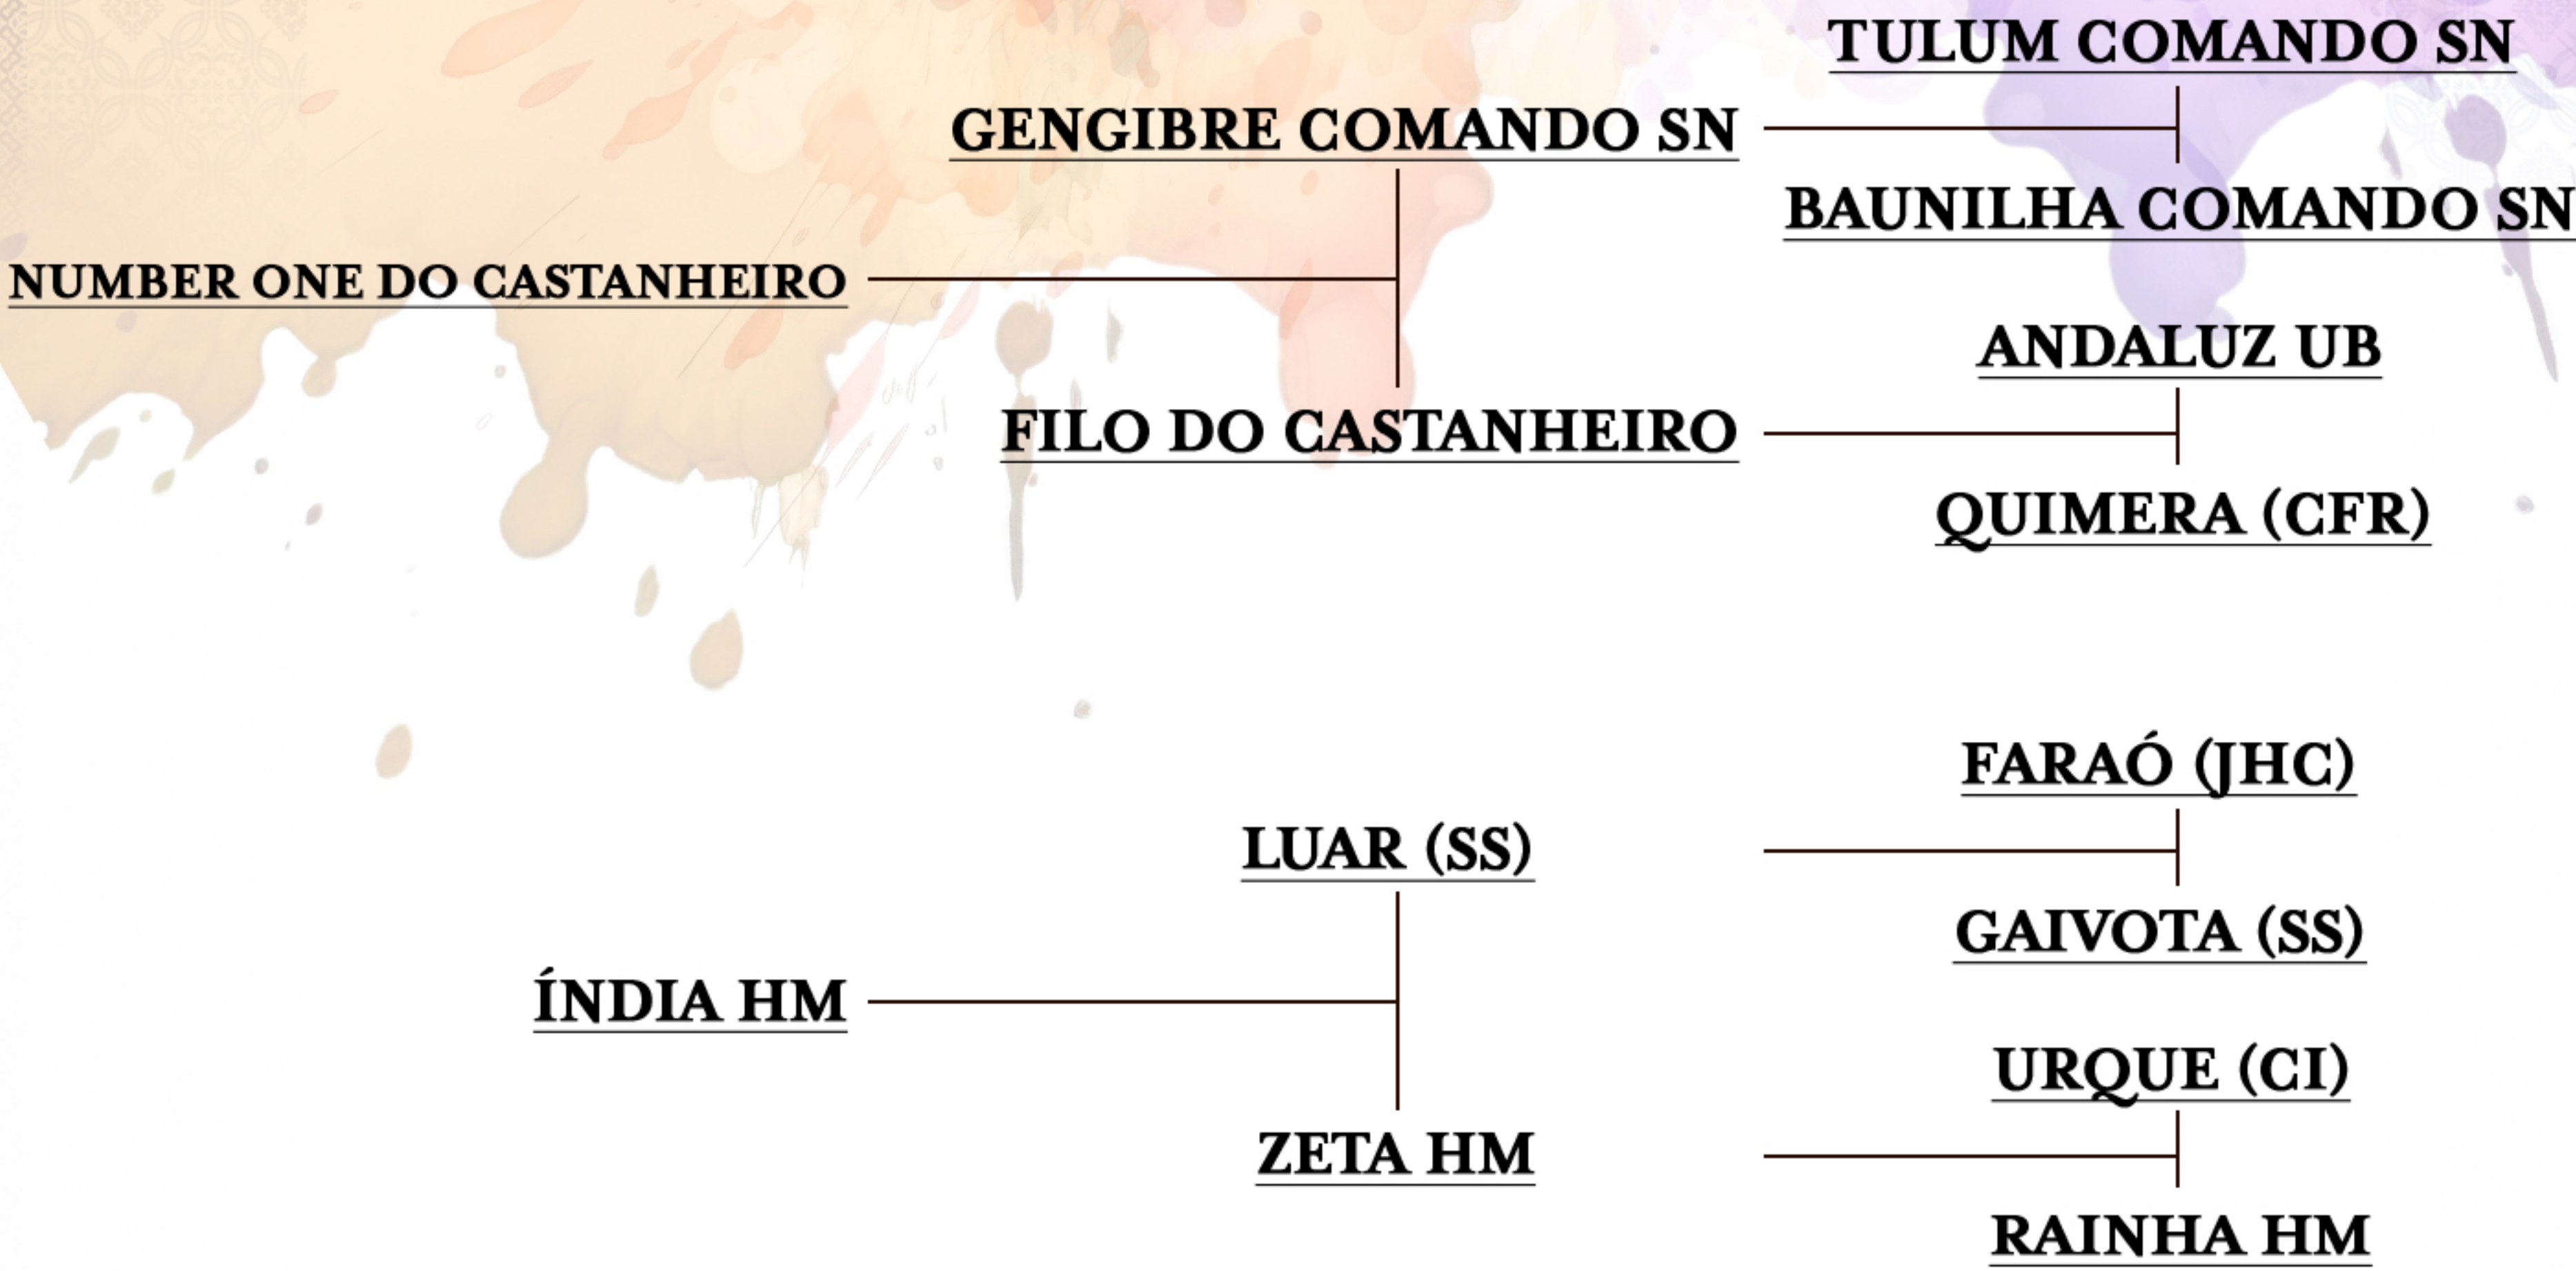 TULUM COMANDO SN
GENGIBRE COMANDO SN
BAUNILHA COMANDO SN
NUMBER ONE DO CASTANHEIRO
ANDALUZ UB
FILO DO CASTANHEIRO
QUIMERA (CFR)
FARAÓ (JHC)
LUAR (SS)
GAIVOTA (SS)
ÍNDIA HM
URQUE (CI)
ZETA HM
RAINHA HM